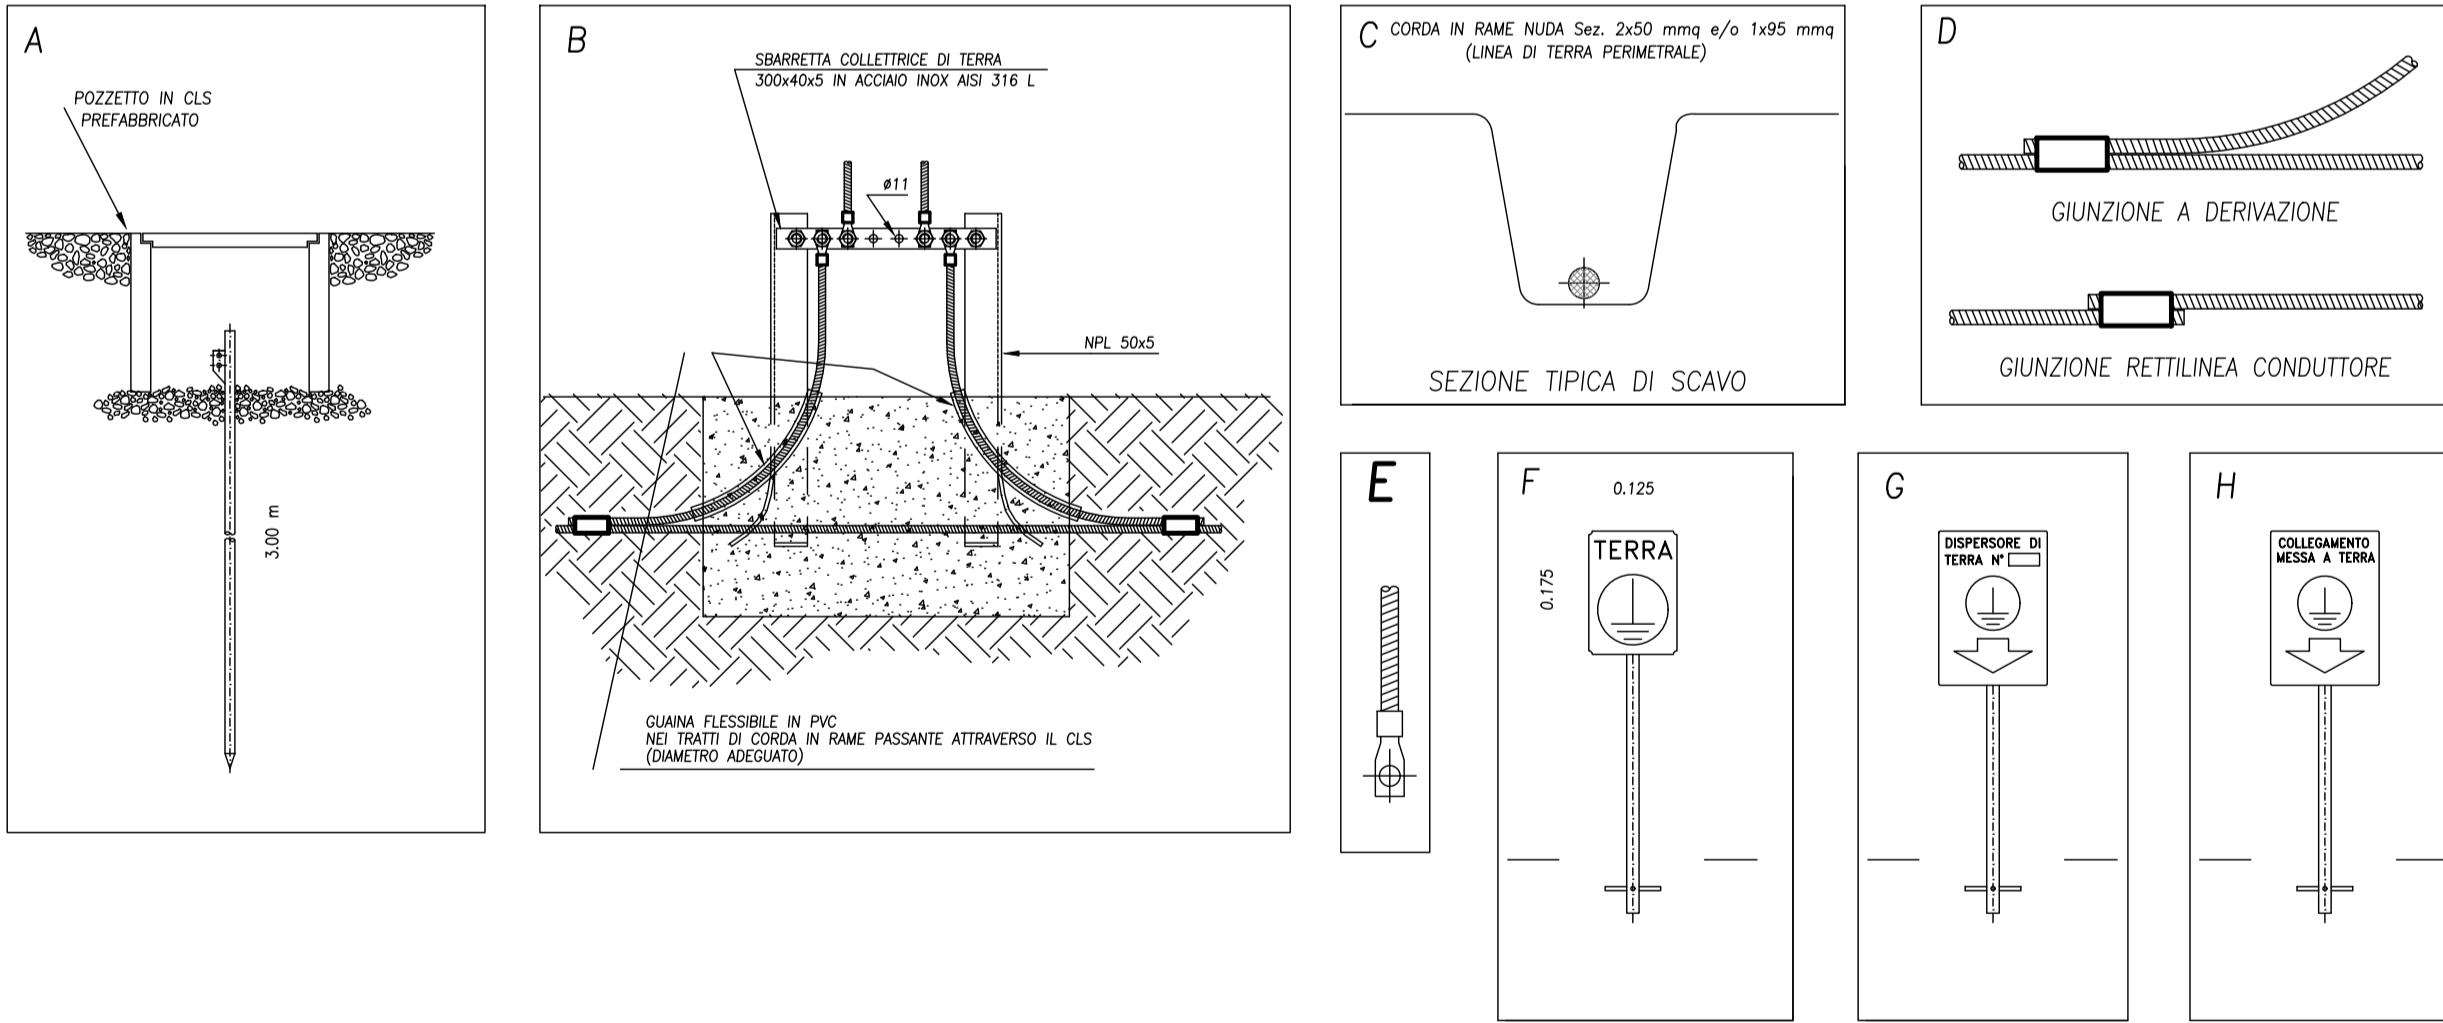 A
POZZETTO IN CLS
PREFABBRICATO
3.00 m
B
SBARRETTA COLLETTRICE DI TERRA
300x40x5 IN ACCIAIO INOX AISI 316 L
ø11
NPL 50x5
GUAINA FLESSIBILE IN PVC
NEI TRATTI DI CORDA IN RAME PASSANTE ATTRAVERSO IL CLS
(DIAMETRO ADEGUATO)
C
CORDA IN RAME NUDA Sez. 2x50 mmq e/o 1x95 mmq
(LINEA DI TERRA PERIMETRALE)
SEZIONE TIPICA DI SCAVO
D
GIUNZIONE A DERIVAZIONE
GIUNZIONE RETTILINEA CONDUTTORE
E
F
0.125
0.175
TERRA
G
DISPERSORE DI
TERRA N°
H
COLLEGAMENTO
MESSA A TERRA